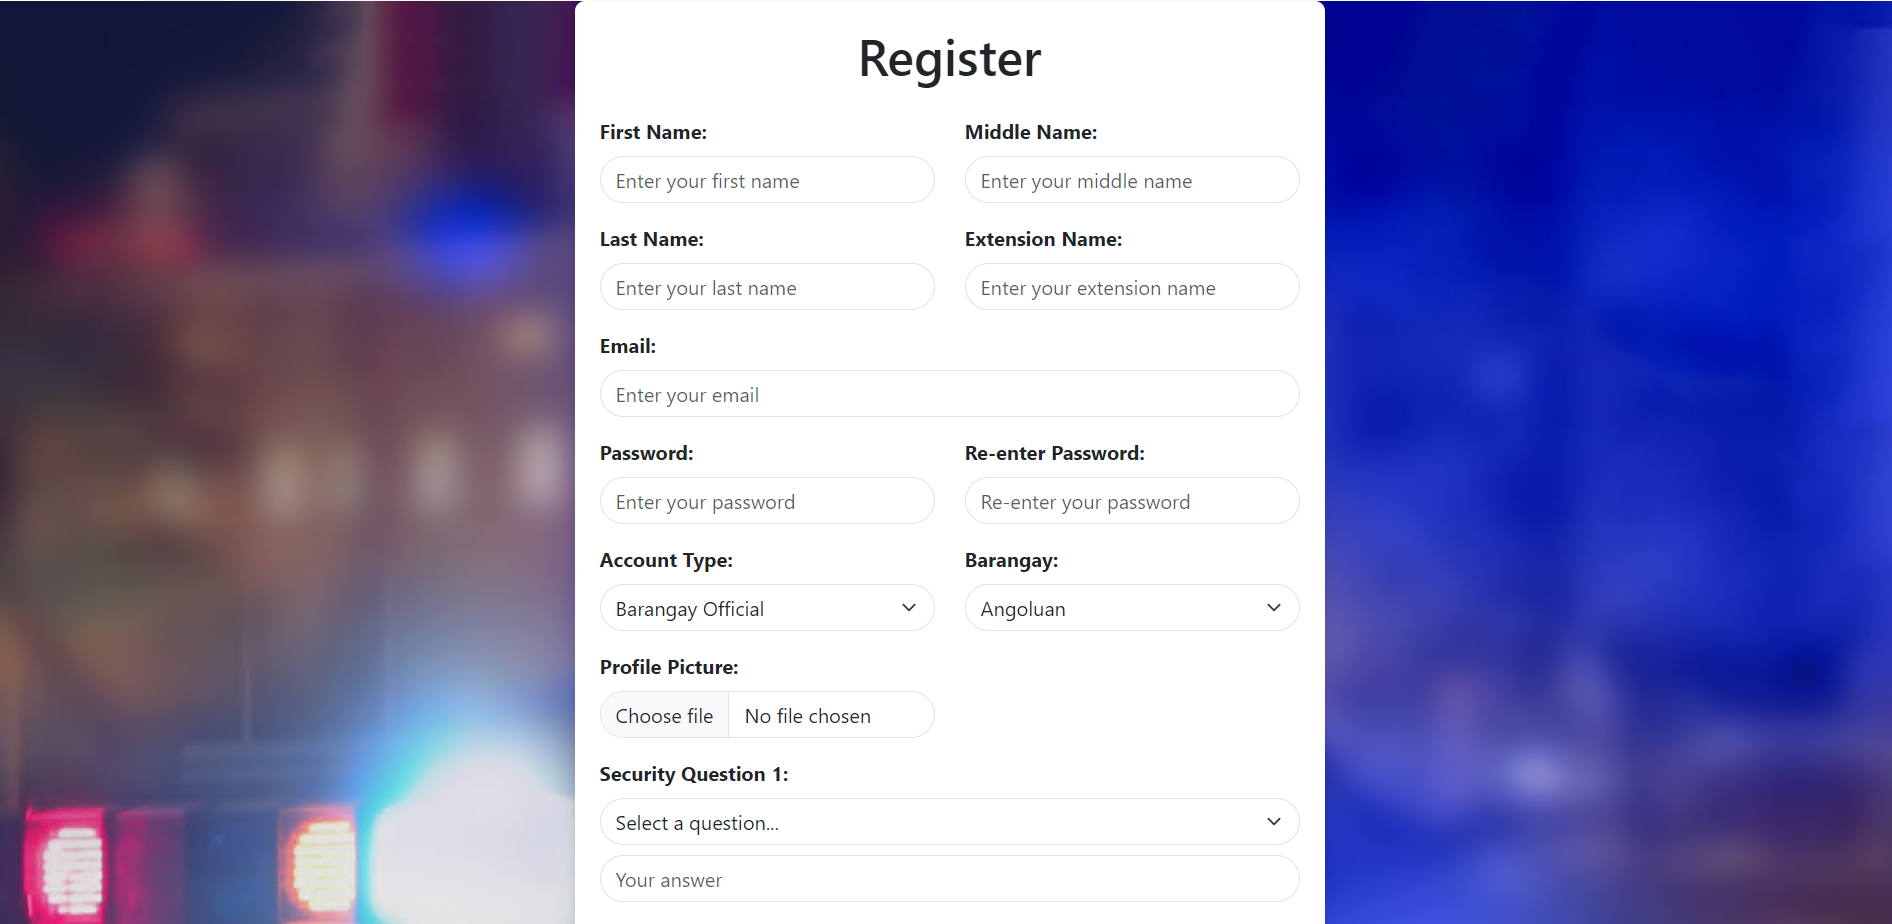 Register
First Name:
Middle Name:
Enter your first name
Enter your middle name
Last Name:
Extension Name:
Enter your last name
Enter your extension name
Email:
Enter your email
Password:
Re-enter Password:
Enter your password
Re-enter your password
Account Type:
Barangay:
Barangay Official
Angoluan
Profile Picture:
Choose file
No file chosen
Security Question 1:
Select a question...
Your answer